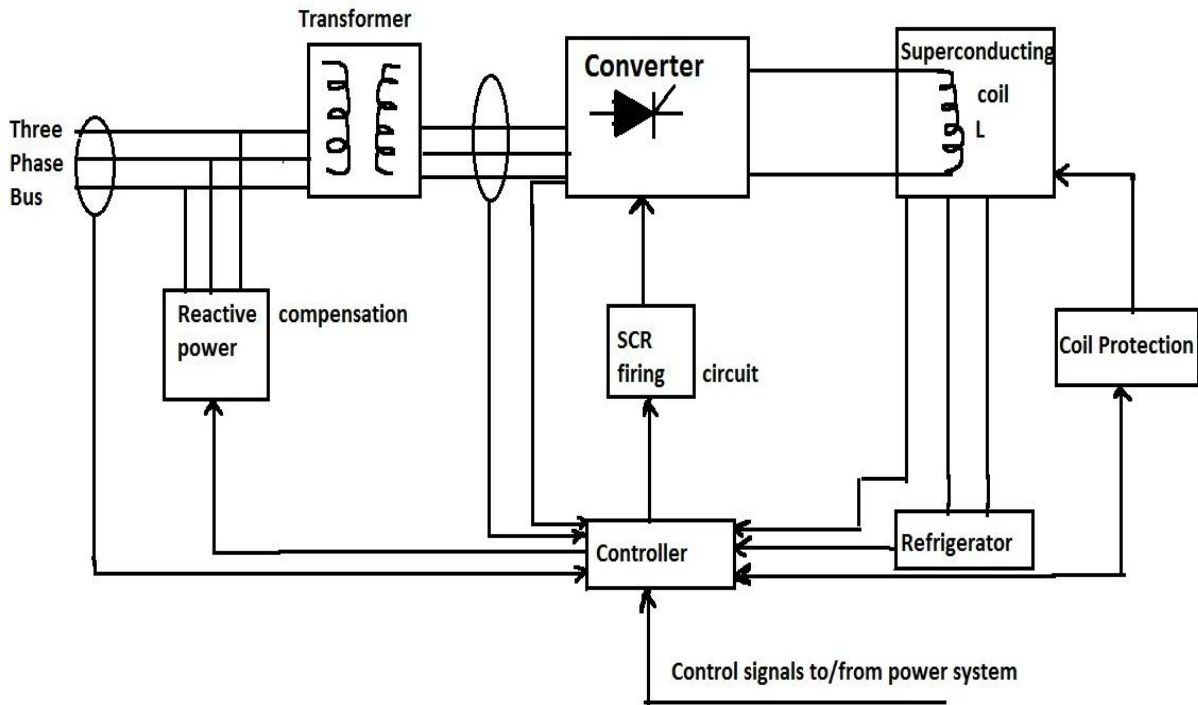 Transformer
Converter
Superconducting
coil
L
Three
Phase
Bus
Reactive compensation
power
SCR
firing circuit
Coil Protection
Controller
Refrigerator
Control signals to/from power system